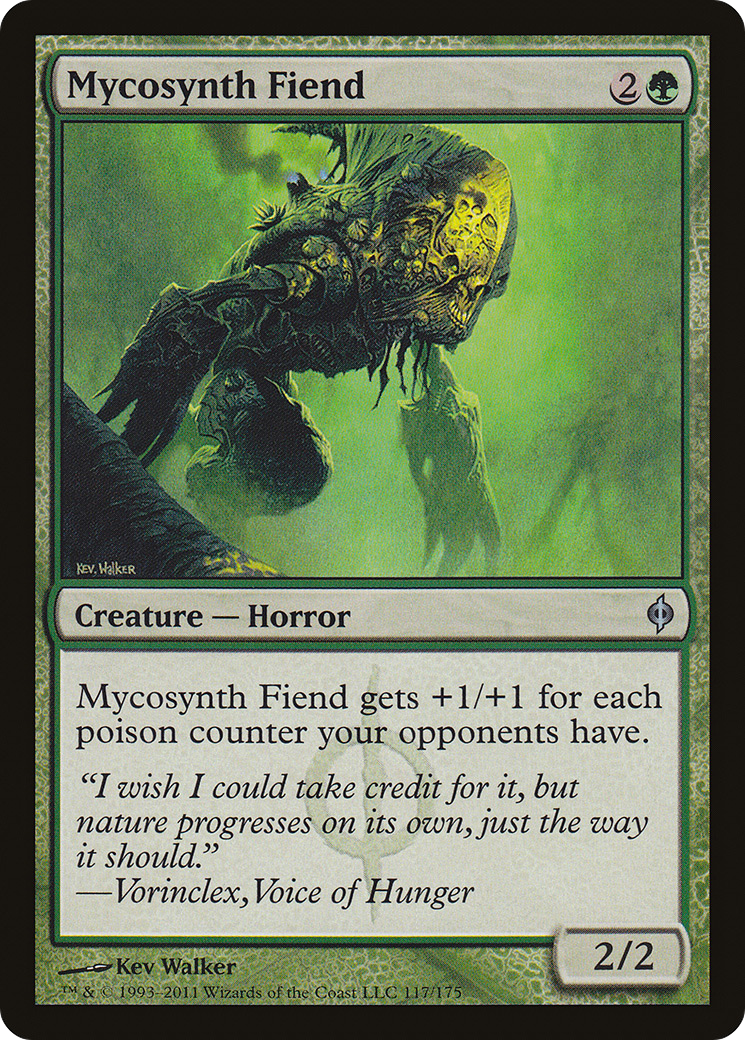 Mycosynth Fiend 2
KEV. WALKER
Creature — Horror
Mycosynth Fiend gets +1/+1 for each
poison counter your opponents have.
“I wish I could take credit for it, but
nature progresses on its own, just the way
it should.”
—Vorinclex, Voice of Hunger
2/2
Kev Walker
™ & © 1993–2011 Wizards of the Coast LLC 117/175